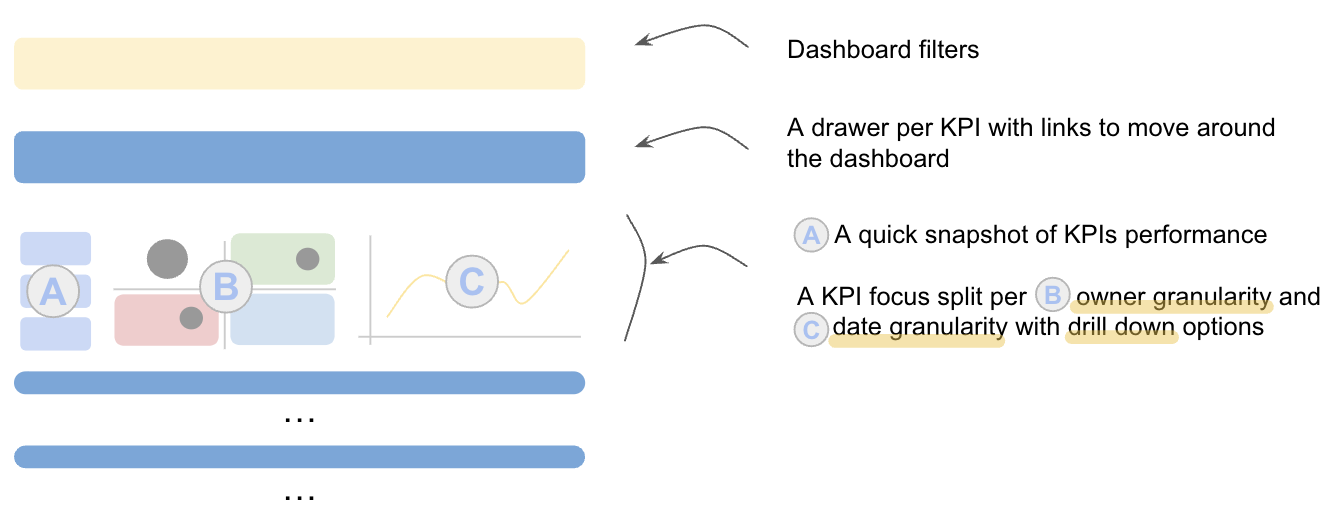 Dashboard filters
A drawer per KPI with links to move around
the dashboard
A A quick snapshot of KPIs performance
A B C
A KPI focus split per B owner granularity and
C date granularity with drill down options
...
...